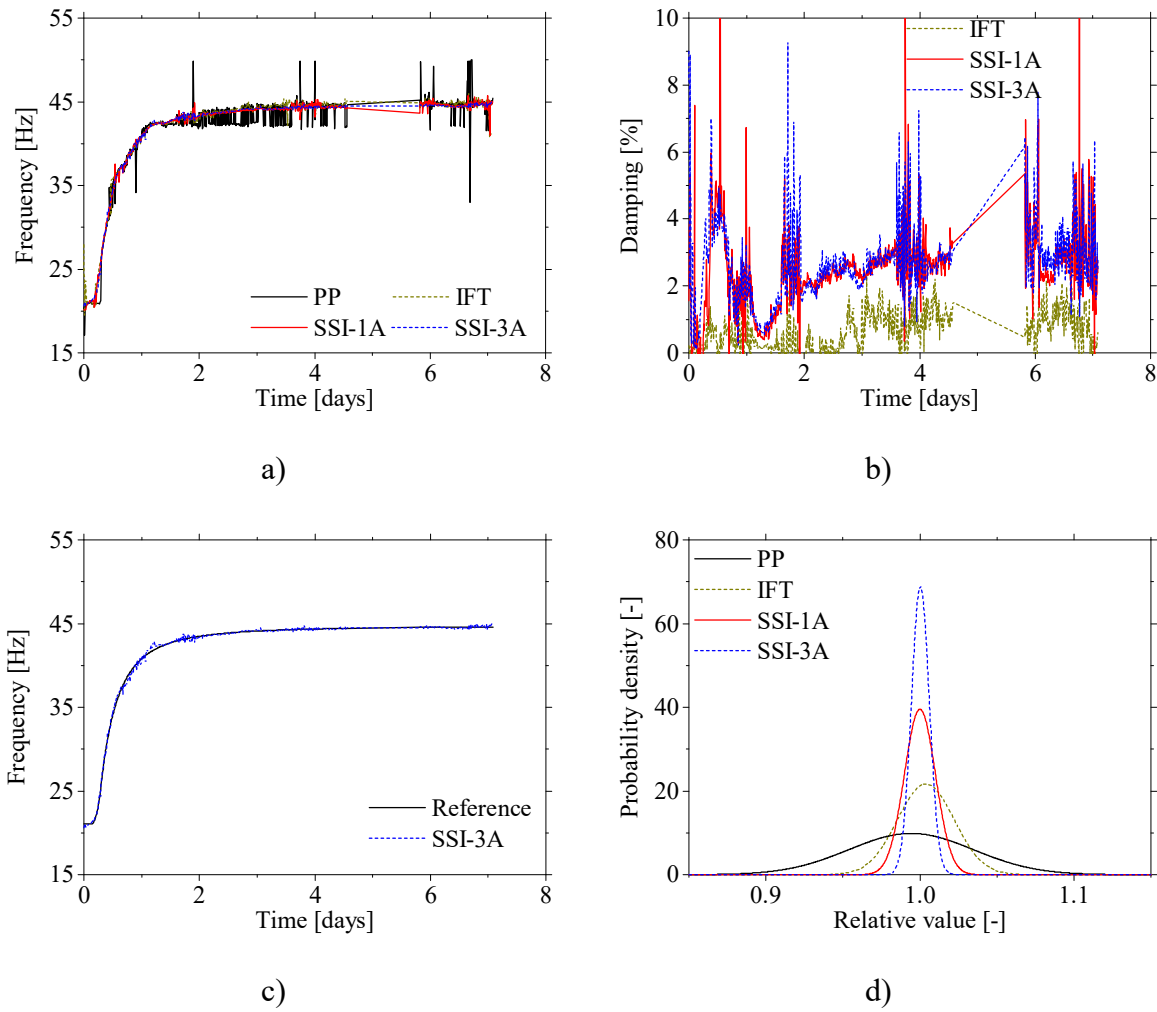 55
45
35
25
15
Frequency [Hz]
PP
IFT
SSI-1A
SSI-3A
0 2 4 6 8
Time [days]
a)
10
8
6
4
2
0
Damping [%]
IFT
SSI-1A
SSI-3A
0 2 4 6 8
Time [days]
b)
55
45
35
25
15
Frequency [Hz]
Reference
SSI-3A
0 2 4 6 8
Time [days]
c)
80
60
40
20
0
Probability density [-]
PP
IFT
SSI-1A
SSI-3A
0.9 1.0 1.1
Relative value [-]
d)